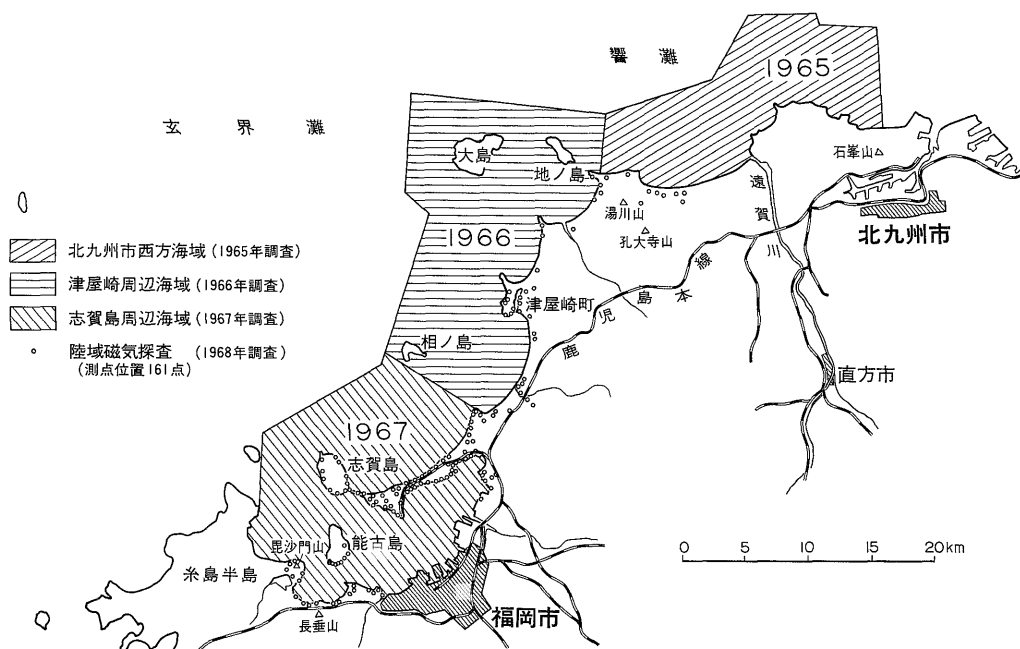 響灘
1965
玄界灘
大島
地ノ島
石峯山
遠賀川
湯川山
孔大寺山
北九州市
1966
北九州市西方海域(1965年調査)
津屋崎周辺海域(1966年調査)
志賀島周辺海域(1967年調査)
陸域磁気探査(1968年調査)
(測点位置161点)
津屋崎町
鹿児島本線
相ノ島
直方市
1967
志賀島
毘沙門山
能古島
糸島半島
長垂山
福岡市
0 5 10 15 20km